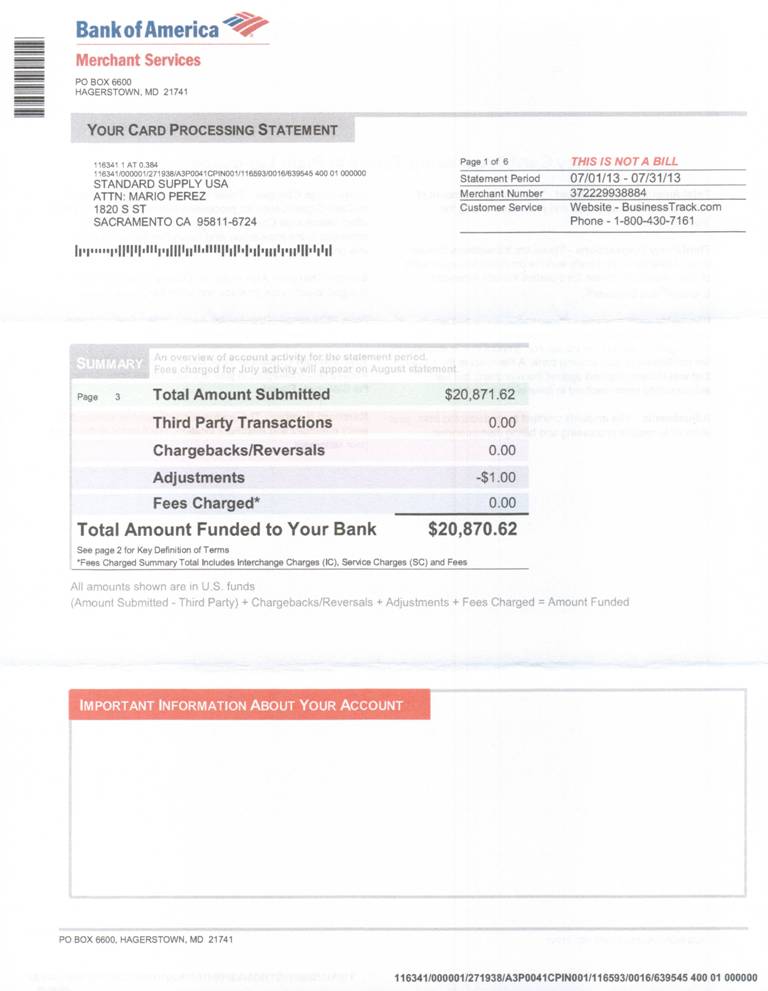 Bank of America
Merchant Services
PO BOX 6600
HAGERSTOWN, MD 21741
YOUR CARD PROCESSING STATEMENT
116341 1 AT 0.384
116341/000001/271938/A3P0041CPIN001/116593/0016/639545 400 01 000000
STANDARD SUPPLY USA
ATTN: MARIO PEREZ
1820 S ST
SACRAMENTO CA 95811-6724
Page 1 of 6 THIS IS NOT A BILL
Statement Period 07/01/13 - 07/31/13
Merchant Number 372229938884
Customer Service Website - BusinessTrack.com
Phone - 1-800-430-7161
SUMMARY An overview of account activity for the statement period.
Fees charged for July activity will appear on August statement.
Page 3 Total Amount Submitted $20,871.62
Third Party Transactions 0.00
Chargebacks/Reversals 0.00
Adjustments -$1.00
Fees Charged* 0.00
Total Amount Funded to Your Bank $20,870.62
See page 2 for Key Definition of Terms
*Fees Charged Summary Total Includes Interchange Charges (IC), Service Charges (SC) and Fees
All amounts shown are in U.S. funds
(Amount Submitted - Third Party) + Chargebacks/Reversals + Adjustments + Fees Charged = Amount Funded
IMPORTANT INFORMATION ABOUT YOUR ACCOUNT
PO BOX 6600, HAGERSTOWN, MD 21741
116341/000001/271938/A3P0041CPIN001/116593/0016/639545 400 01 000000